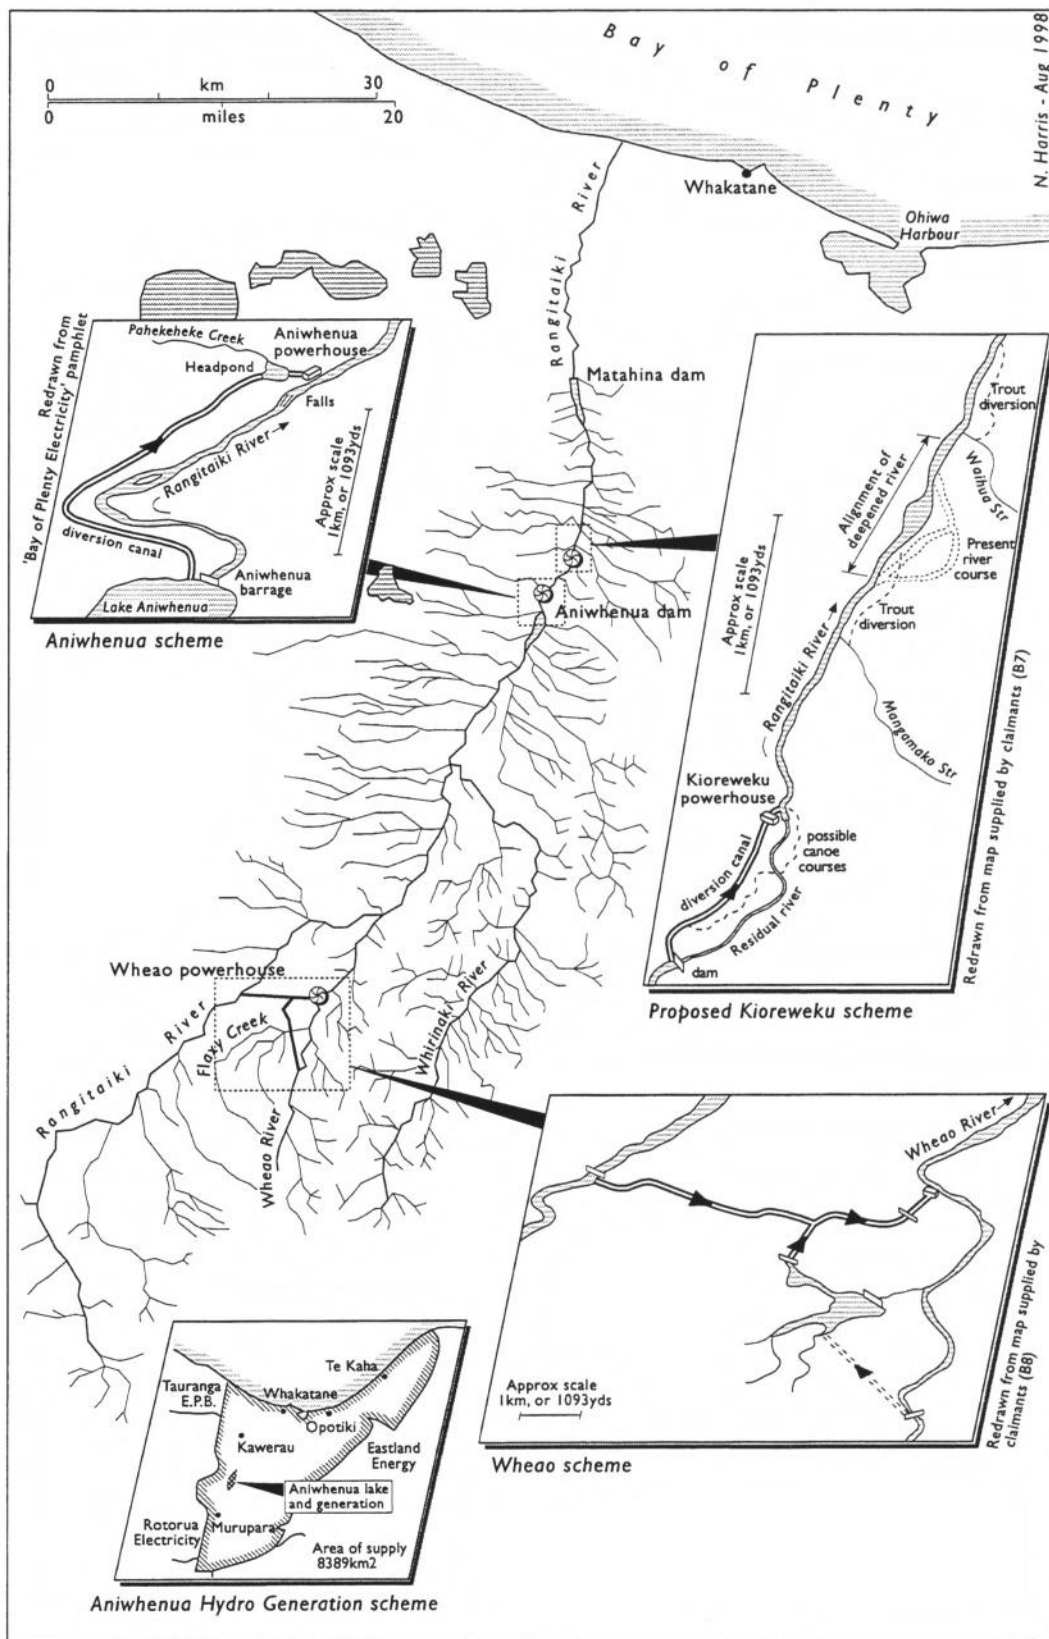 Bay of Plenty
N. Harris - Aug 1998
0 km 30
0 miles 20
Whakatane
Ohiwa
Harbour
Rangitaiki River
Matahina dam
Aniwhenua dam
Redrawn from
'Bay of Plenty Electricity' pamphlet
Pahekeheke Creek
Aniwhenua
powerhouse
Headpond
Falls
Rangitaiki River
Approx scale
1km, or 1093yds
diversion canal
Aniwhenua
barrage
Lake Aniwhenua
Aniwhenua scheme
Trout
diversion
Waihua Str
Alignment of
deepened river
Present
river
course
Approx scale
1km, or 1093yds
Trout
diversion
Rangitaiki River
Mangamako Str
Kioreweku
powerhouse
possible
canoe
courses
diversion canal
Residual river
dam
Redrawn from map supplied by claimants (B7)
Proposed Kioreweku scheme
Wheao powerhouse
Rangitaiki River
Flaxy Creek
Whirinaki River
Wheao River
Wheao River
Approx scale
1km, or 1093yds
Redrawn from map supplied by
claimants (B8)
Wheao scheme
Tauranga
E.P.B.
Te Kaha
Whakatane
Opotiki
Kawerau
Eastland
Energy
Aniwhenua lake
and generation
Rotorua
Electricity
Murupara
Area of supply
8389km2
Aniwhenua Hydro Generation scheme